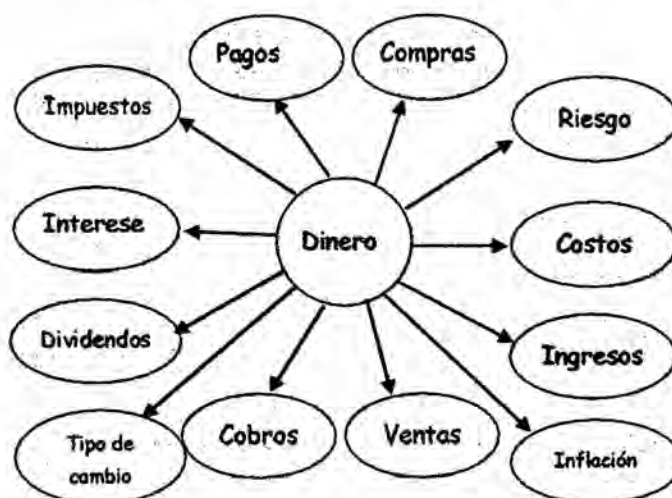 Pagos
Compras
Impuestos
Riesgo
Interese
Dinero
Costos
Dividendos
Ingresos
Tipo de
cambio
Cobros
Ventas
Inflación